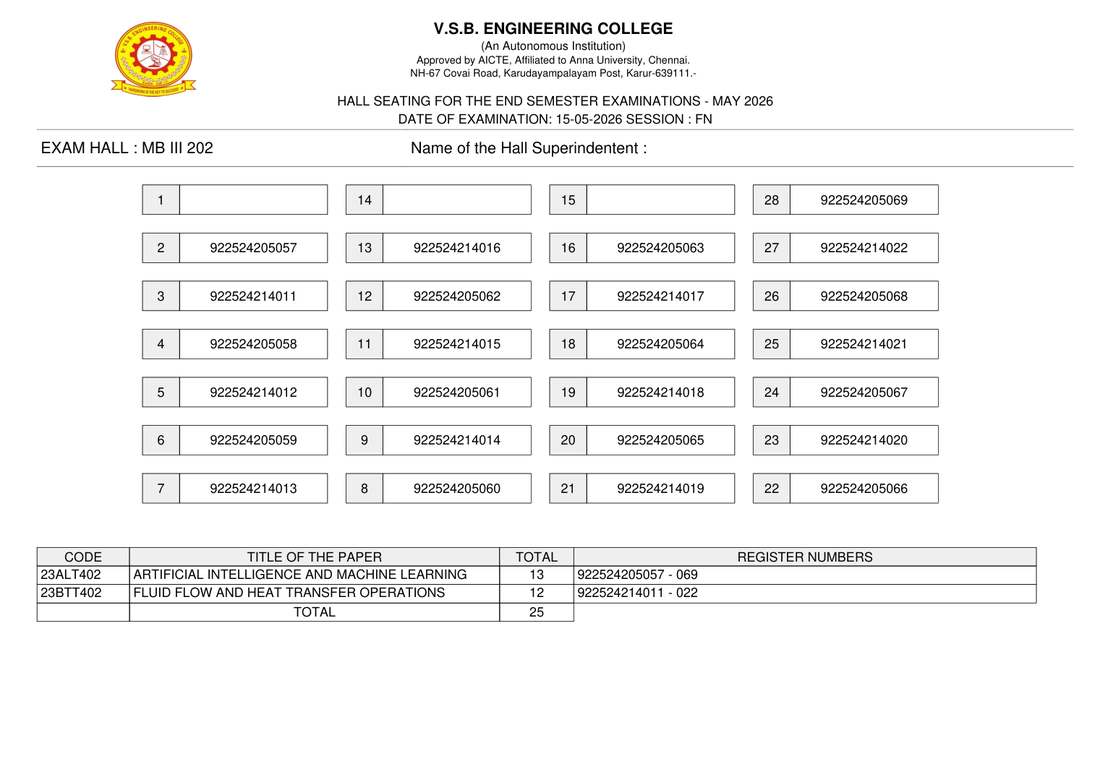 V.S.B. ENGINEERING COLLEGE
(An Autonomous Institution)
Approved by AICTE, Affiliated to Anna University, Chennai.
NH-67 Covai Road, Karudayampalayam Post, Karur-639111.-
HALL SEATING FOR THE END SEMESTER EXAMINATIONS - MAY 2026
DATE OF EXAMINATION: 15-05-2026 SESSION : FN
EXAM HALL : MB III 202 Name of the Hall Superindentent :
1 14 15 28 922524205069
2 922524205057 13 922524214016 16 922524205063 27 922524214022
3 922524214011 12 922524205062 17 922524214017 26 922524205068
4 922524205058 11 922524214015 18 922524205064 25 922524214021
5 922524214012 10 922524205061 19 922524214018 24 922524205067
6 922524205059 9 922524214014 20 922524205065 23 922524214020
7 922524214013 8 922524205060 21 922524214019 22 922524205066
CODE TITLE OF THE PAPER TOTAL REGISTER NUMBERS
23ALT402 ARTIFICIAL INTELLIGENCE AND MACHINE LEARNING 13 922524205057 - 069
23BTT402 FLUID FLOW AND HEAT TRANSFER OPERATIONS 12 922524214011 - 022
TOTAL 25